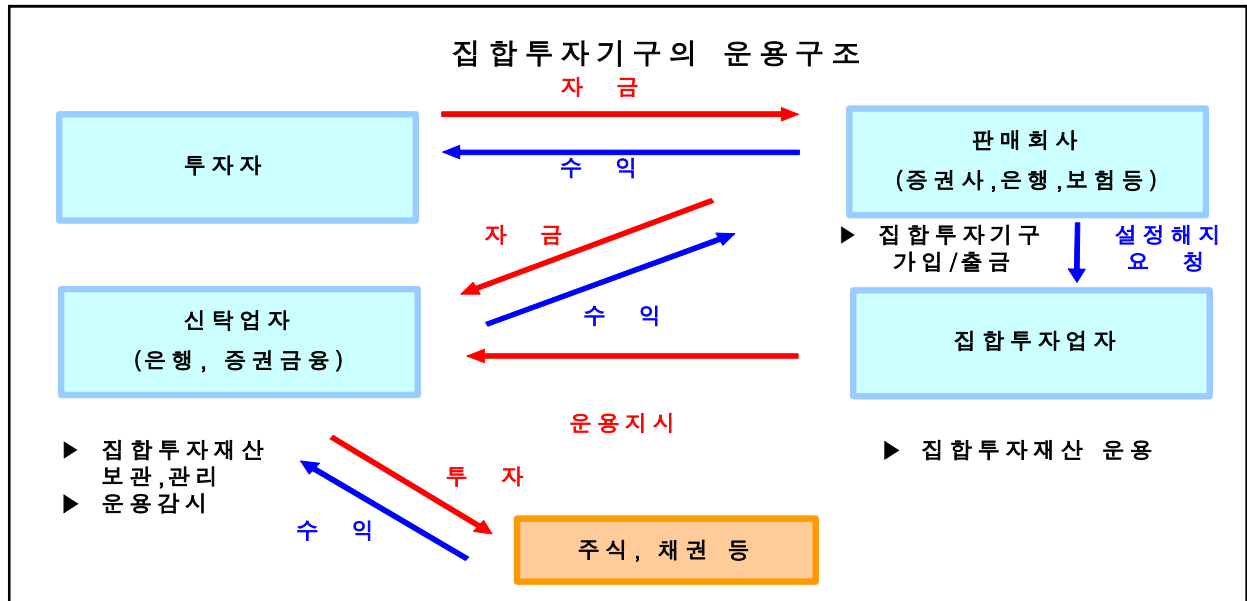 집합투자기구의 운용구조
자 금
투자자
수 익
판매회사
(증권사,은행,보험등)
자 금
▶ 집합투자기구
가입/출금
설정해지
요 청
신탁업자
(은행, 증권금융)
수 익
집합투자업자
운용지시
▶ 집합투자재산
보관,관리
▶ 운용감시
▶ 집합투자재산 운용
투 자
수 익
주식, 채권 등